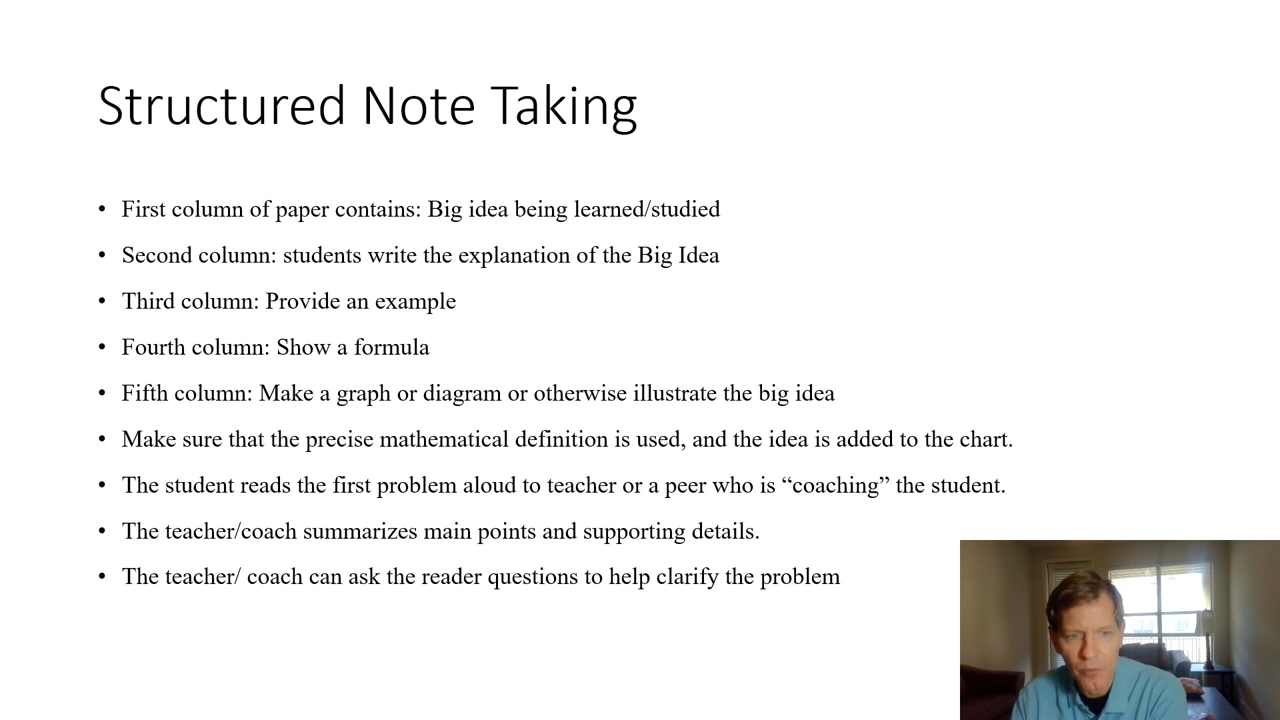 Structured Note Taking
• First column of paper contains: Big idea being learned/studied
• Second column: students write the explanation of the Big Idea
• Third column: Provide an example
• Fourth column: Show a formula
• Fifth column: Make a graph or diagram or otherwise illustrate the big idea
• Make sure that the precise mathematical definition is used, and the idea is added to the chart.
• The student reads the first problem aloud to teacher or a peer who is “coaching” the student.
• The teacher/coach summarizes main points and supporting details.
• The teacher/ coach can ask the reader questions to help clarify the problem